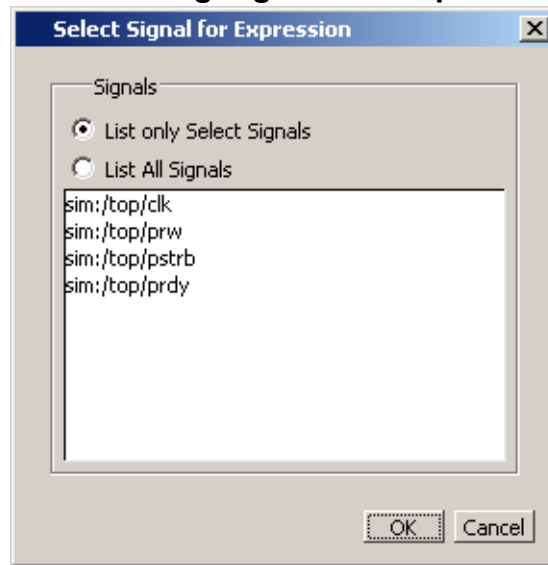 Select Signal for Expression
Signals
List only Select Signals
List All Signals
sim:/top/clk
sim:/top/prw
sim:/top/pstrb
sim:/top/prdy
OK Cancel